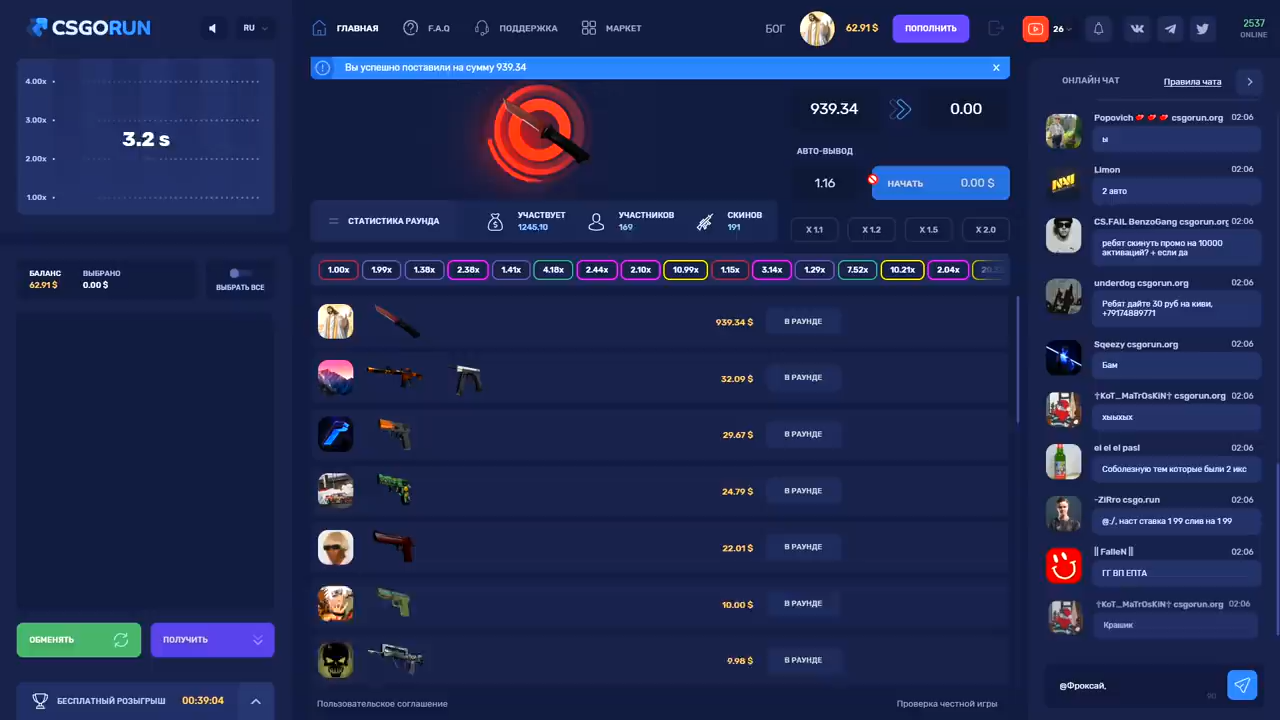 CSGORUN
RU
ГЛАВНАЯ
F.A.Q
ПОДДЕРЖКА
МАРКЕТ
БОГ
62.91 $
ПОПОЛНИТЬ
26
2537
ONLINE
4.00x
3.00x
2.00x
1.00x
3.2 s
Вы успешно поставили на сумму 939.34
939.34
0.00
АВТО-ВЫВОД
1.16
НАЧАТЬ 0.00 $
X 1.1
X 1.2
X 1.5
X 2.0
СТАТИСТИКА РАУНДА
УЧАСТВУЕТ
1245.10
УЧАСТНИКОВ
169
СКИНОВ
191
БАЛАНС
62.91 $
ВЫБРАНО
0.00 $
ВЫБРАТЬ ВСЕ
1.00x 1.99x 1.38x 2.38x 1.41x 4.18x 2.44x 2.10x 10.99x 1.15x 3.14x 1.29x 7.52x 10.21x 2.04x
939.34 $ В РАУНДЕ
32.09 $ В РАУНДЕ
29.67 $ В РАУНДЕ
24.79 $ В РАУНДЕ
22.01 $ В РАУНДЕ
10.00 $ В РАУНДЕ
9.98 $ В РАУНДЕ
ОБМЕНЯТЬ
ПОЛУЧИТЬ
БЕСПЛАТНЫЙ РОЗЫГРЫШ 00:39:04
Пользовательское соглашение
Проверка честной игры
ОНЛАЙН ЧАТ
Правила чата
Popovich csgorun.org 02:06
ы
Limon 02:06
2 авто
CS.FAIL BenzoGang csgorun.org 02:06
ребят скинуть промо на 10000
активаций? + если да
underdog csgorun.org 02:06
Ребят дайте 30 руб на киви,
+79174889771
Sqeezy csgorun.org 02:06
Бам
†KoT_MaTrOsKiN† csgorun.org 02:06
хыыхых
el el el pasl 02:06
Соболезную тем которые были 2 икс
-ZiRro csgo.run 02:06
@:/, наст ставка 1 99 слив на 1 99
|| FalleN || 02:06
ГГ ВП ЕПТА
†KoT_MaTrOsKiN† csgorun.org 02:06
Крашик
@Фроксай,
90